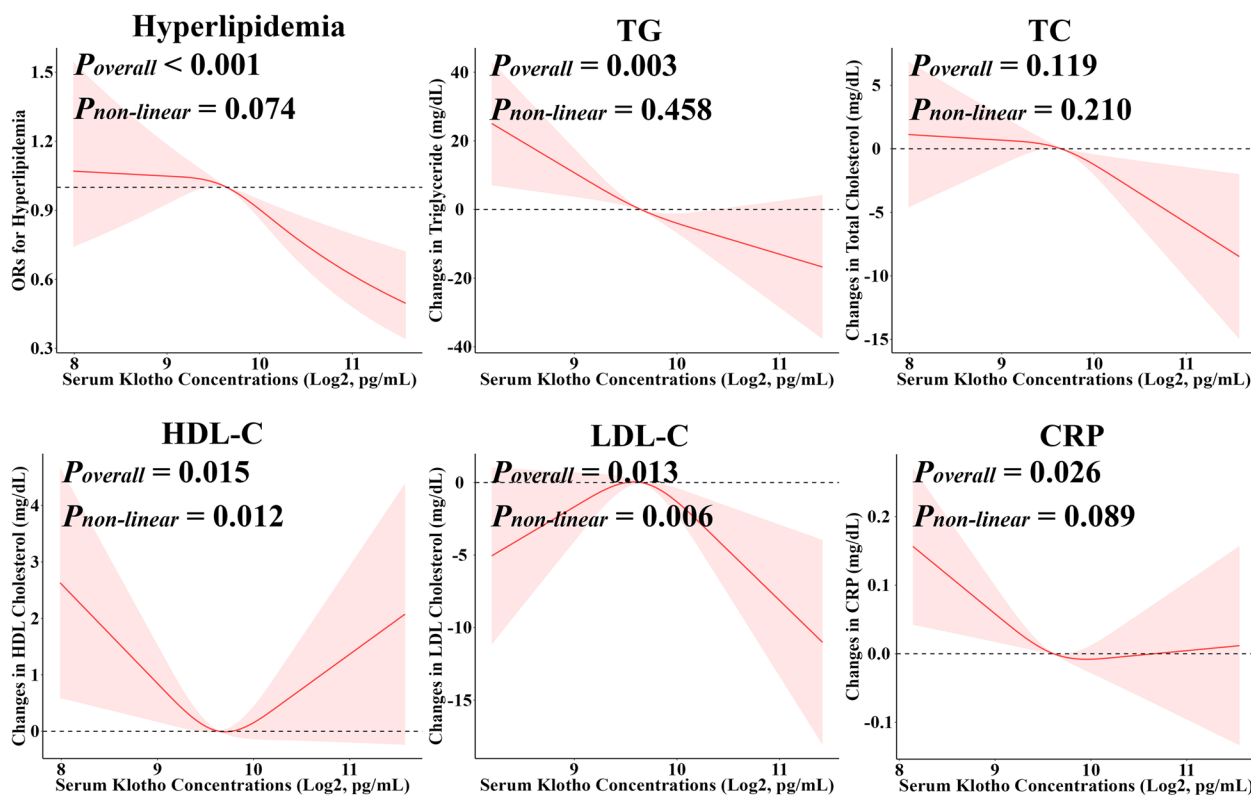 Hyperlipidemia
Poverall < 0.001
Pnon-linear = 0.074
ORs for Hyperlipidemia
1.5
1.2
0.9
0.6
0.3
8 9 10 11
Serum Klotho Concentrations (Log2, pg/mL)
TG
Poverall = 0.003
Pnon-linear = 0.458
Changes in Triglyceride (mg/dL)
40
20
0
-20
-40
9 10 11
Serum Klotho Concentrations (Log2, pg/mL)
TC
Poverall = 0.119
Pnon-linear = 0.210
Changes in Total Cholesterol (mg/dL)
5
0
-5
-10
-15
8 9 10 11
Serum Klotho Concentrations (Log2, pg/mL)
HDL-C
Poverall = 0.015
Pnon-linear = 0.012
Changes in HDL Cholesterol (mg/dL)
4
3
2
1
0
8 9 10 11
Serum Klotho Concentrations (Log2, pg/mL)
LDL-C
Poverall = 0.013
Pnon-linear = 0.006
Changes in LDL Cholesterol (mg/dL)
0
-5
-10
-15
9 10 11
Serum Klotho Concentrations (Log2, pg/mL)
CRP
Poverall = 0.026
Pnon-linear = 0.089
Changes in CRP (mg/dL)
0.2
0.1
0.0
-0.1
8 9 10 11
Serum Klotho Concentrations (Log2, pg/mL)